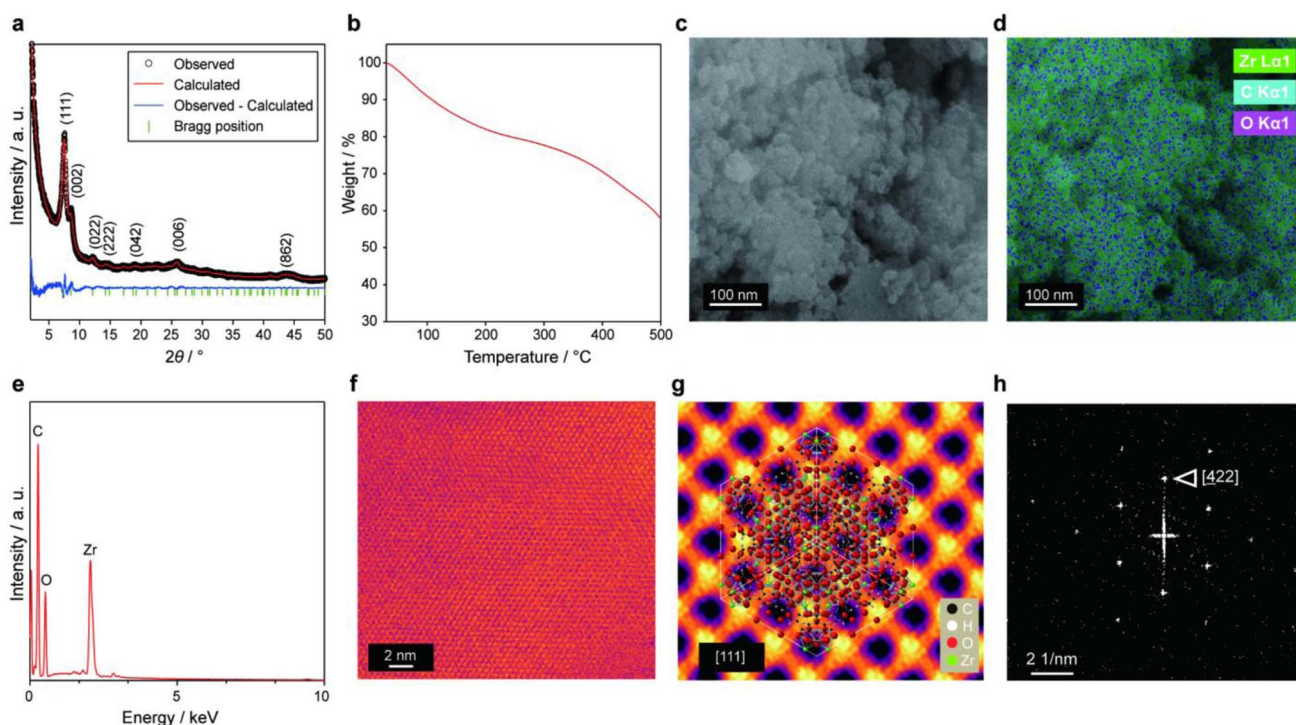 a
Intensity / a. u.
Observed
Calculated
Observed - Calculated
Bragg position
(111)
(002)
(022)
(222)
(042)
(006)
(862)
5 10 15 20 25 30 35 40 45 50
2θ / °
b
Weight / %
100
90
80
70
60
50
40
30
100 200 300 400 500
Temperature / °C
c
100 nm
d
Zr Lα1
C Kα1
O Kα1
100 nm
e
Intensity / a. u.
C
O
Zr
0 5 10
Energy / keV
f
2 nm
g
[111]
C
H
O
Zr
h
[422]
2 1/nm